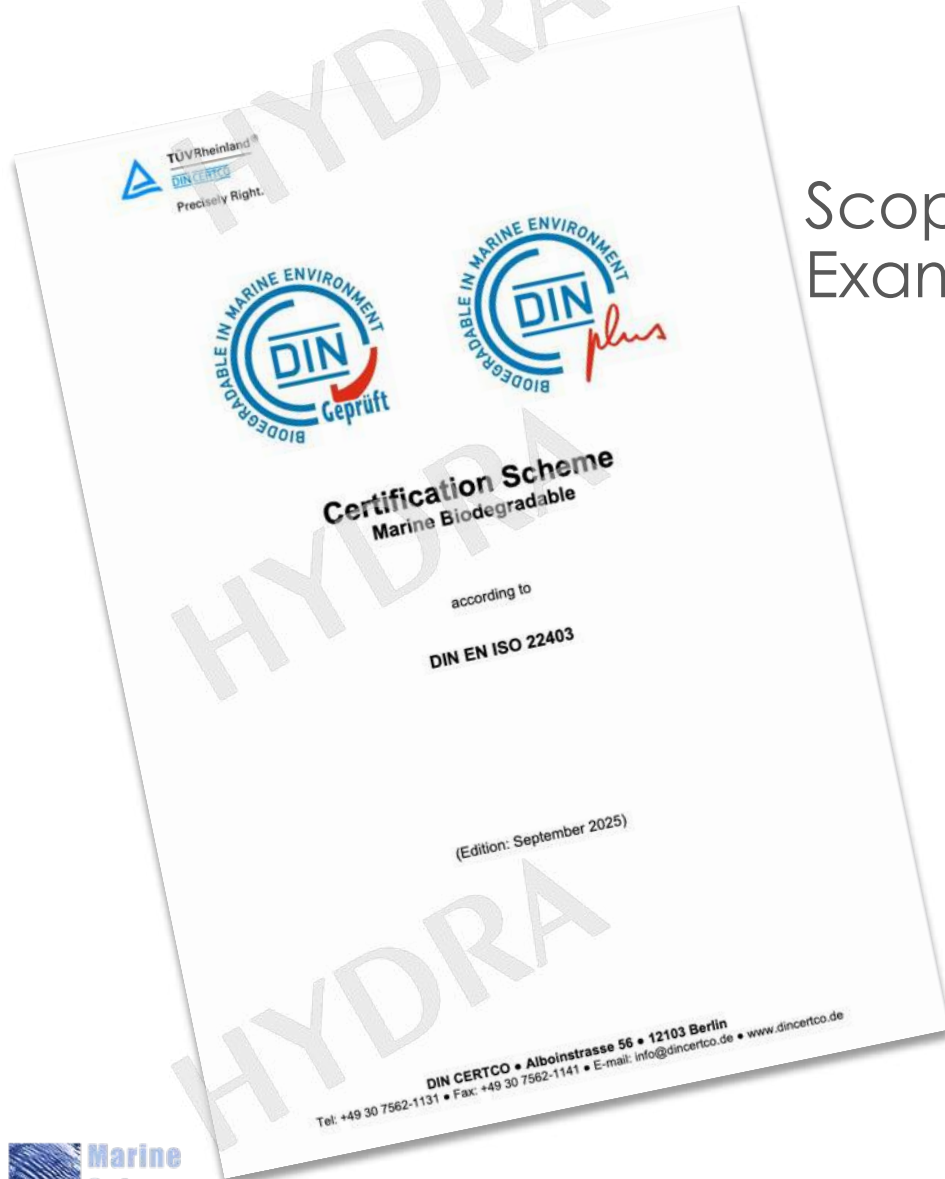 HYDRA
TÜVRheinland®
DIN CERTCO
Precisely Right.
BIODEGRADABLE IN MARINE ENVIRONMENT
DIN
Geprüft
BIODEGRADABLE IN MARINE ENVIRONMENT
DIN
plus
Scop
Exan
HYDRA
Certification Scheme
Marine Biodegradable
according to
DIN EN ISO 22403
(Edition: September 2025)
HYDRA
DIN CERTCO • Alboinstrasse 56 • 12103 Berlin
Tel: +49 30 7562-1131 • Fax: +49 30 7562-1141 • E-mail: info@dincertco.de • www.dincertco.de
Marine